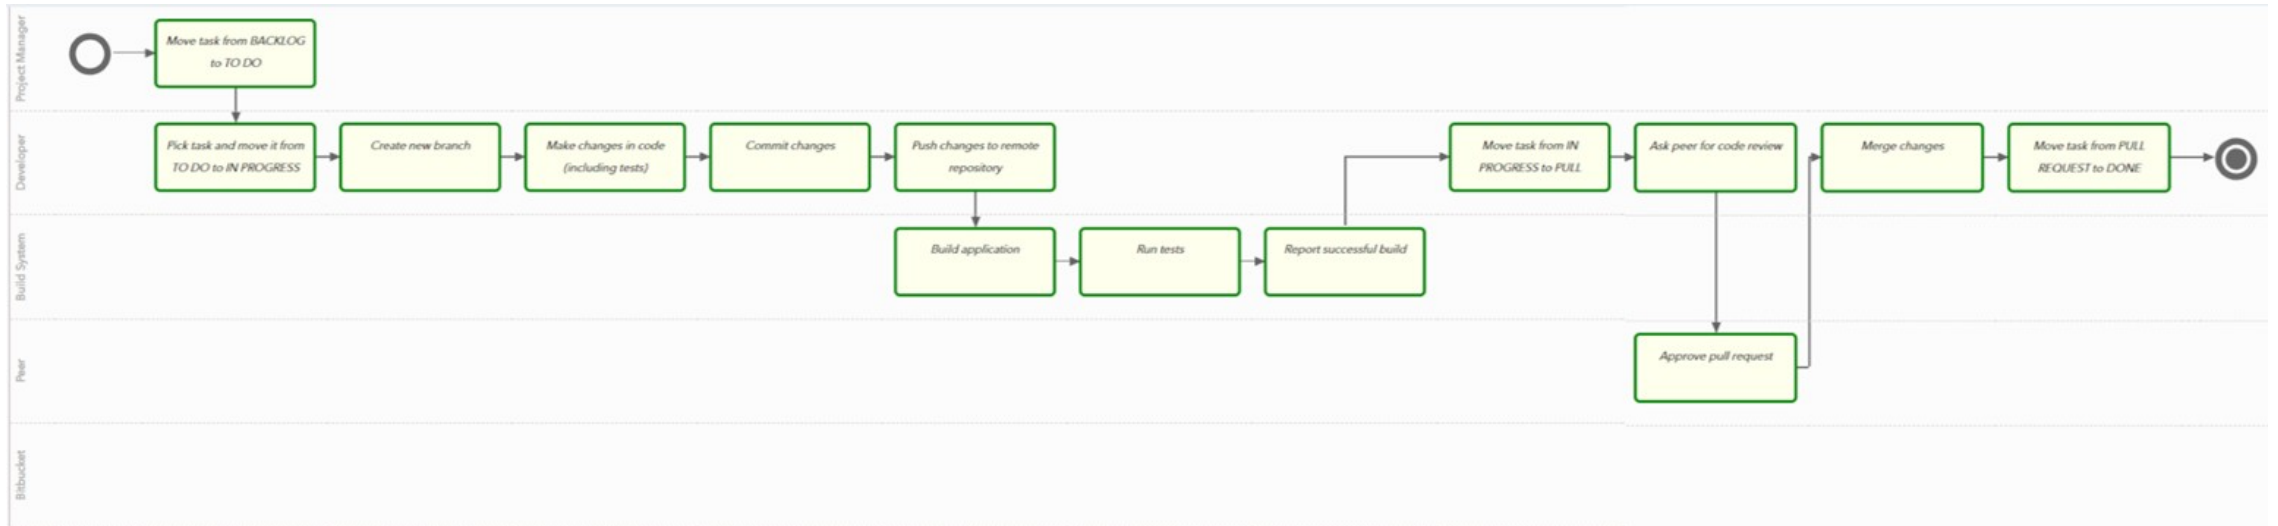 Project Manager
Move task from BACKLOG
to TO DO
Developer
Pick task and move it from
TO DO to IN PROGRESS
Create new branch
Make changes in code
(including tests)
Commit changes
Push changes to remote
repository
Move task from IN
PROGRESS to PULL
Ask peer for code review
Merge changes
Move task from PULL
REQUEST to DONE
Build System
Build application
Run tests
Report successful build
Peer
Approve pull request
Bitbucket